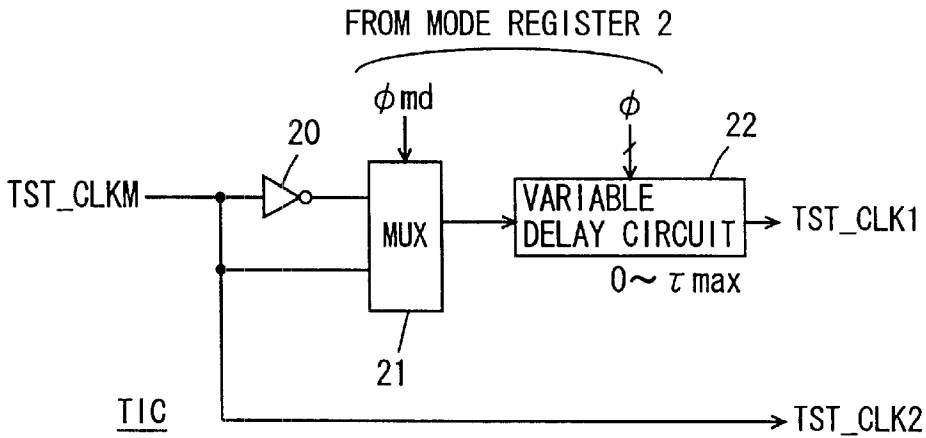 FROM MODE REGISTER 2
φmd
φ
20
22
TST_CLKM
MUX
VARIABLE
DELAY CIRCUIT
TST_CLK1
0~τmax
21
TIC
TST_CLK2